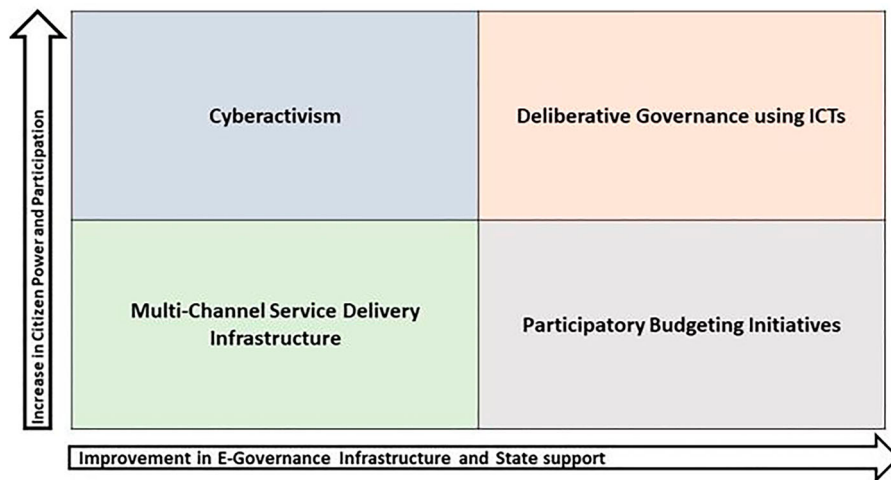 Increase in Citizen Power and Participation
Cyberactivism
Deliberative Governance using ICTs
Multi-Channel Service Delivery
Infrastructure
Participatory Budgeting Initiatives
Improvement in E-Governance Infrastructure and State support